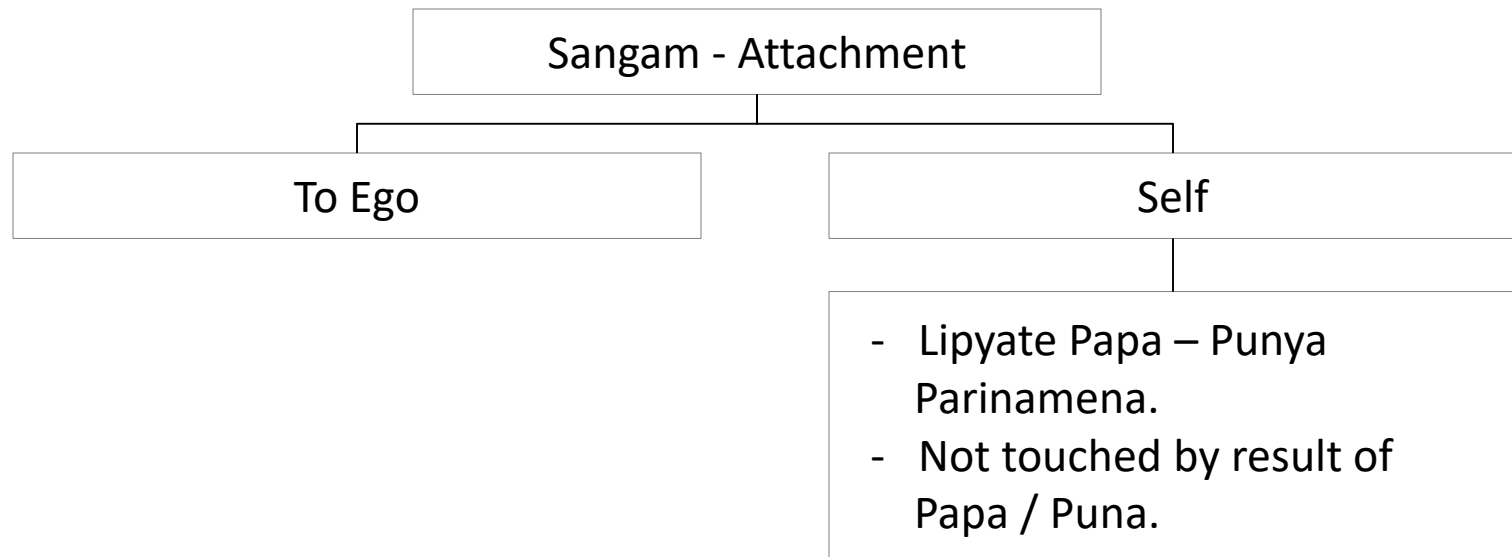 Sangam - Attachment
To Ego
Self
- Lipyate Papa – Punya
Parinamena.
- Not touched by result of
Papa / Puna.